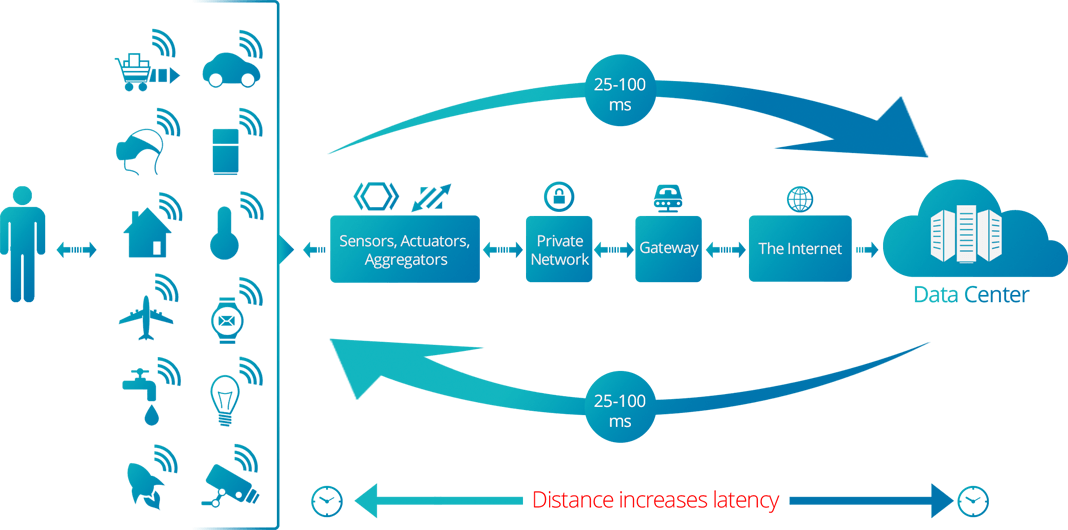 25-100
ms
Sensors, Actuators,
Aggregators
Private
Network
Gateway
The Internet
Data Center
25-100
ms
Distance increases latency